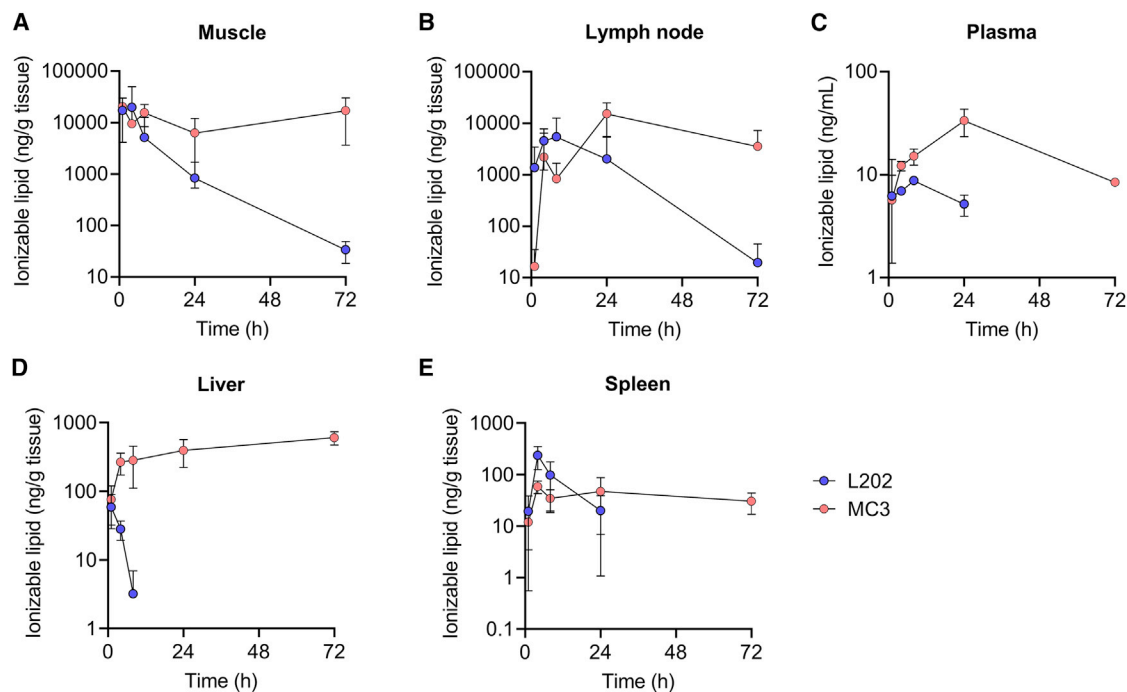 A
Muscle
Ionizable lipid (ng/g tissue)
100000
10000
1000
100
10
0
24
48
72
Time (h)
B
Lymph node
Ionizable lipid (ng/g tissue)
100000
10000
1000
100
10
0
24
48
72
Time (h)
C
Plasma
Ionizable lipid (ng/mL)
100
10
1
0
24
48
72
Time (h)
D
Liver
Ionizable lipid (ng/g tissue)
1000
100
10
1
0
24
48
72
Time (h)
E
Spleen
Ionizable lipid (ng/g tissue)
1000
100
10
1
0.1
0
24
48
72
Time (h)
L202
MC3